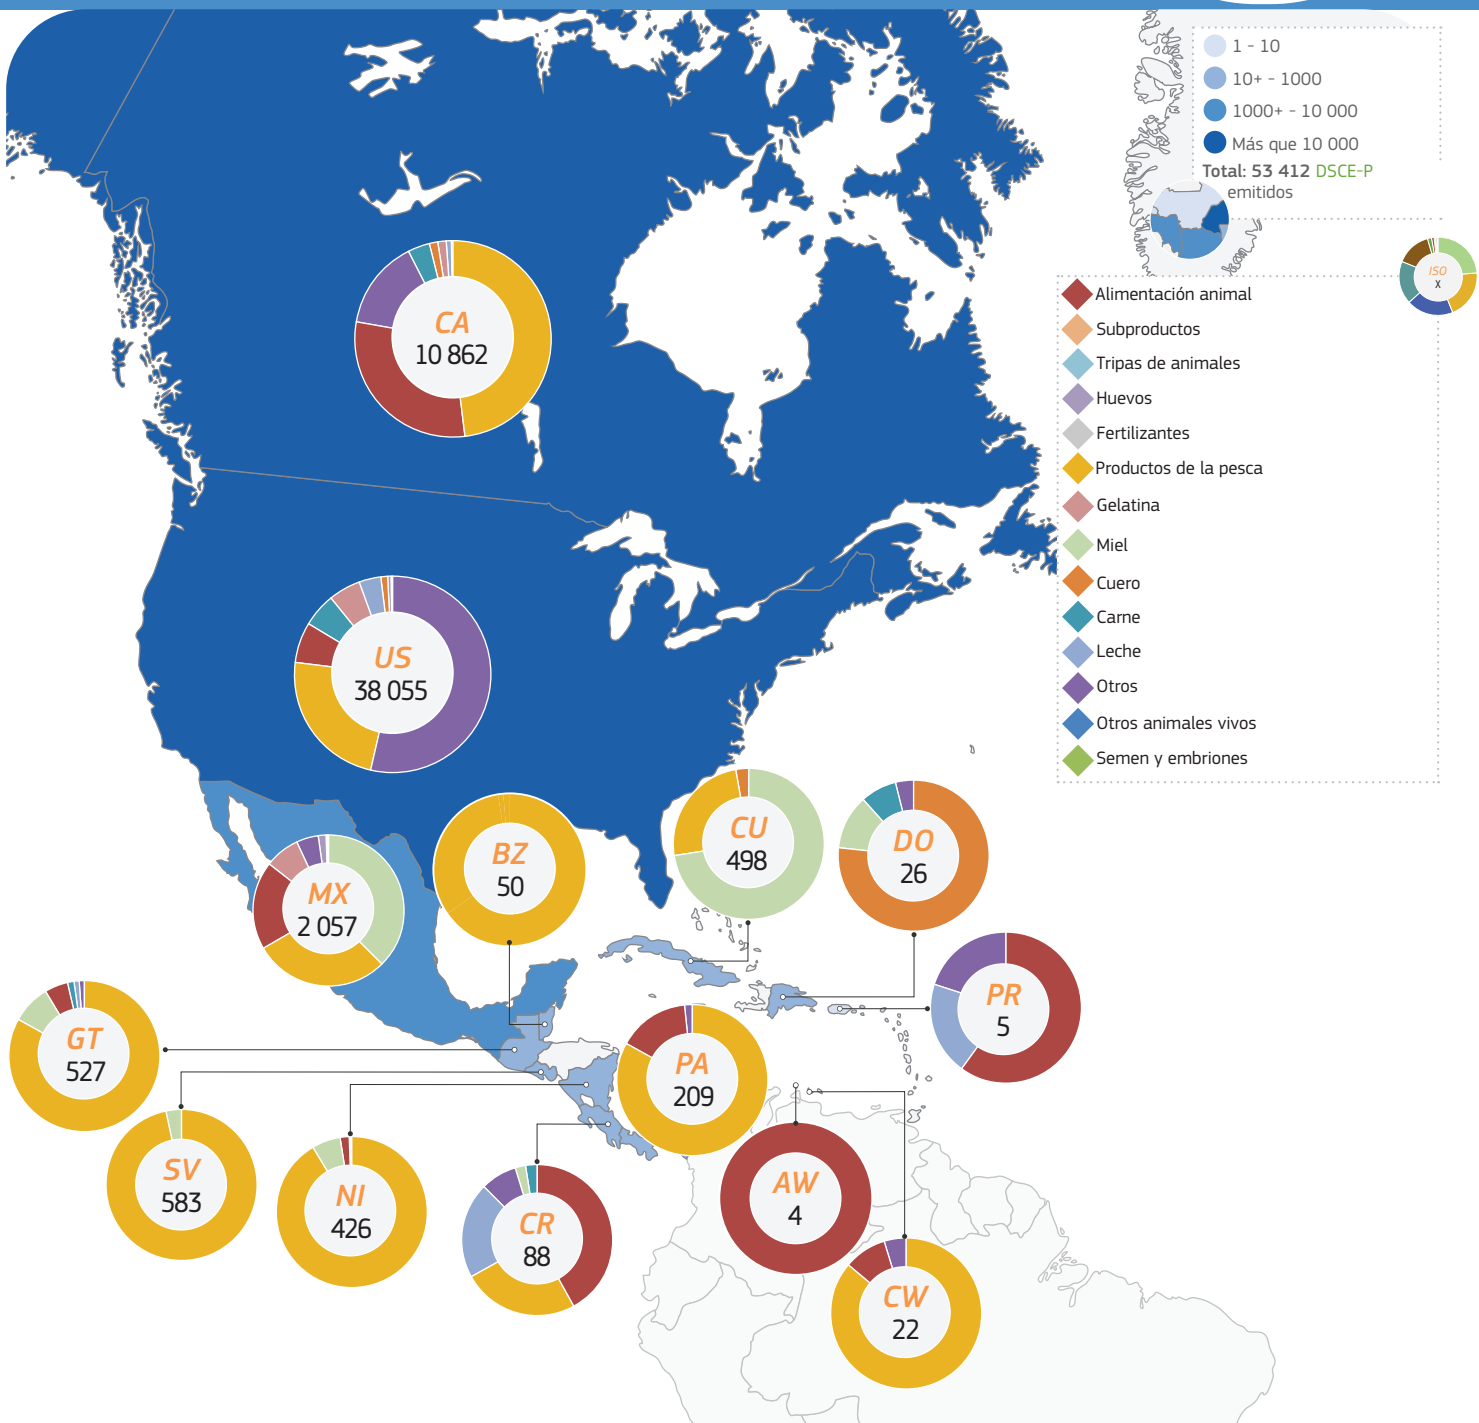 1 - 10
10+ - 1000
1000+ - 10 000
Más que 10 000
Total: 53 412 DSCE-P
emitidos
ISO
X
Alimentación animal
Subproductos
Tripas de animales
Huevos
Fertilizantes
Productos de la pesca
Gelatina
Miel
Cuero
Carne
Leche
Otros
Otros animales vivos
Semen y embriones
CA
10 862
US
38 055
BZ
50
CU
498
DO
26
MX
2 057
PR
5
GT
527
PA
209
SV
583
NI
426
CR
88
AW
4
CW
22